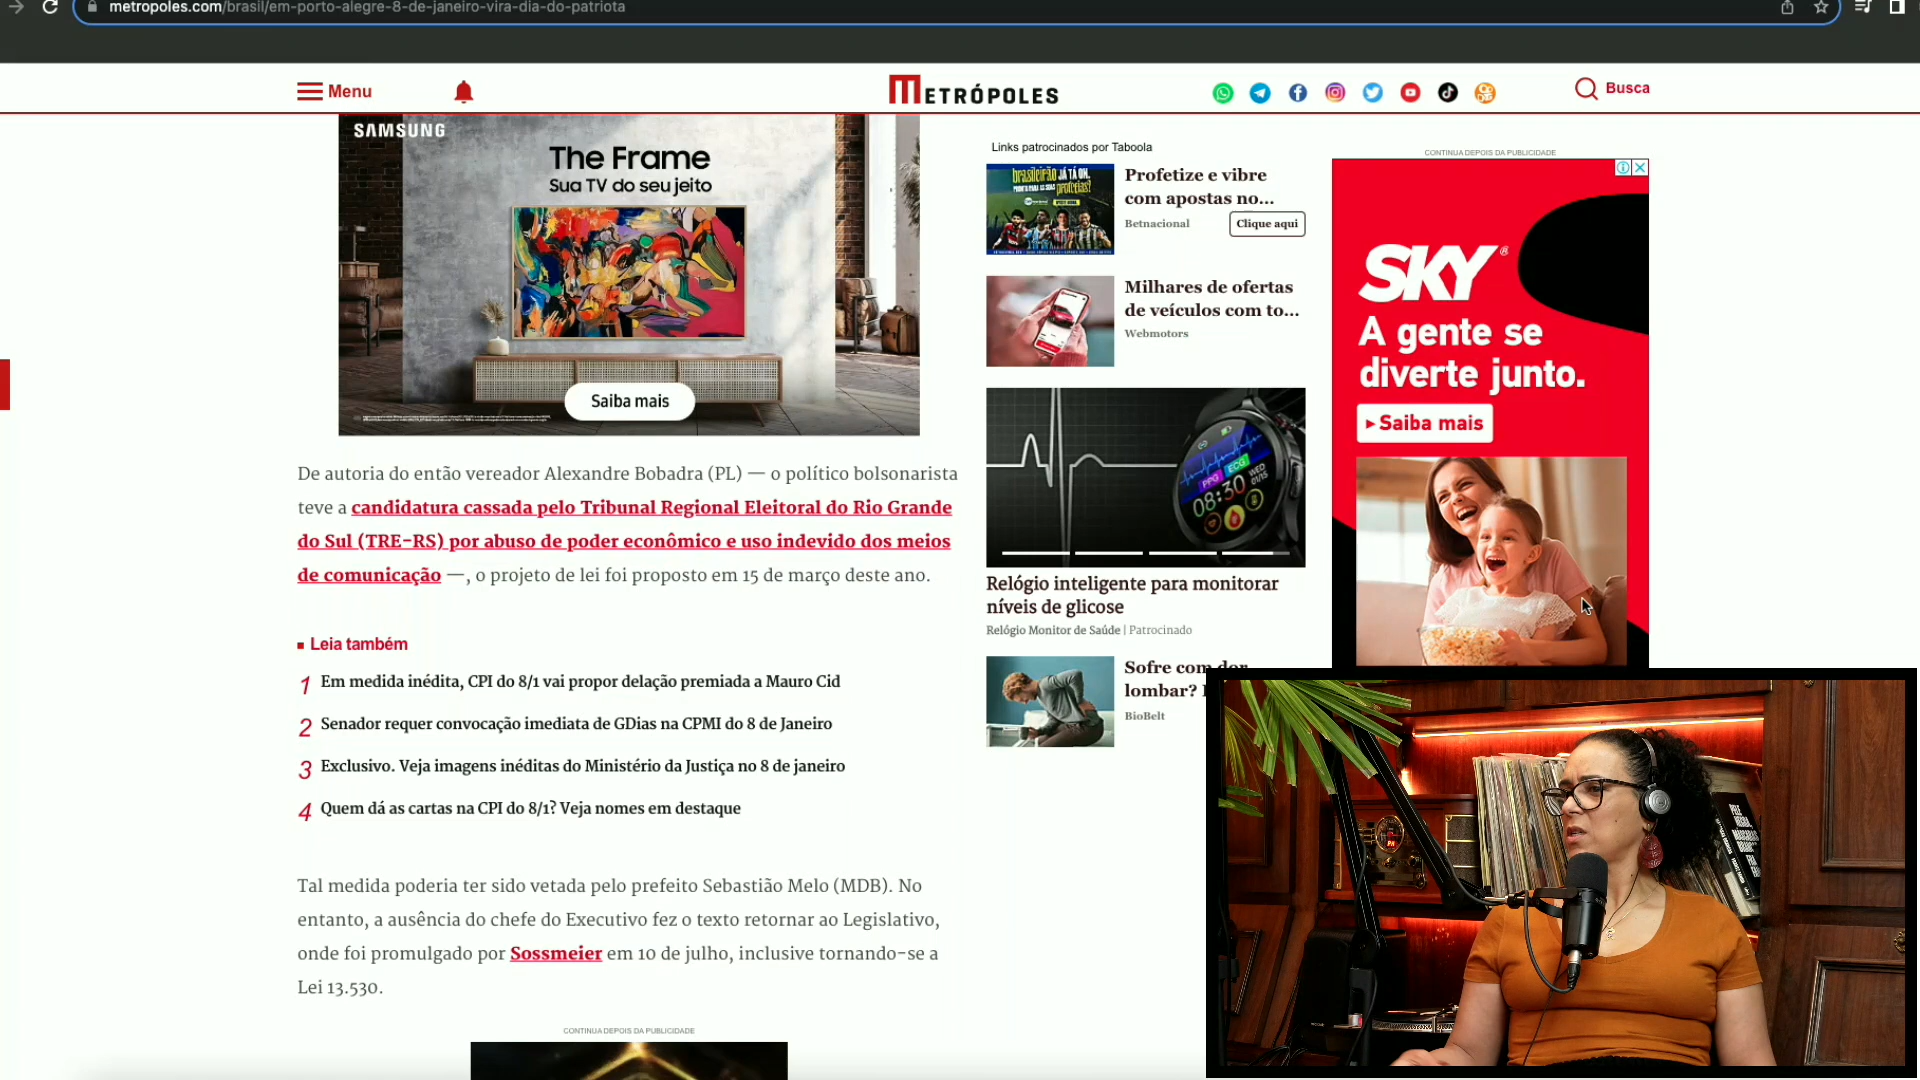 metropoles.com/brasil/em-porto-alegre-8-de-janeiro-vira-dia-do-patriota
Menu
METRÓPOLES
Busca
SAMSUNG
The Frame
Sua TV do seu jeito
Saiba mais
De autoria do então vereador Alexandre Bobadra (PL) — o político bolsonarista
teve a candidatura cassada pelo Tribunal Regional Eleitoral do Rio Grande
do Sul (TRE-RS) por abuso de poder econômico e uso indevido dos meios
de comunicação —, o projeto de lei foi proposto em 15 de março deste ano.
Leia também
1 Em medida inédita, CPI do 8/1 vai propor delação premiada a Mauro Cid
2 Senador requer convocação imediata de GDias na CPMI do 8 de Janeiro
3 Exclusivo. Veja imagens inéditas do Ministério da Justiça no 8 de janeiro
4 Quem dá as cartas na CPI do 8/1? Veja nomes em destaque
Tal medida poderia ter sido vetada pelo prefeito Sebastião Melo (MDB). No
entanto, a ausência do chefe do Executivo fez o texto retornar ao Legislativo,
onde foi promulgado por Sossmeier em 10 de julho, inclusive tornando-se a
Lei 13.530.
CONTINUA DEPOIS DA PUBLICIDADE
Links patrocinados por Taboola
brasileirão JÁ TÁ ON.
Profetize e vibre
com apostas no...
Betnacional
Clique aqui
Milhares de ofertas
de veículos com to...
Webmotors
PPG ECG
WED
01/15
08:30
Relógio inteligente para monitorar
níveis de glicose
Relógio Monitor de Saúde | Patrocinado
Sofre com dor
lombar?
BioBelt
CONTINUA DEPOIS DA PUBLICIDADE
SKY®
A gente se
diverte junto.
Saiba mais